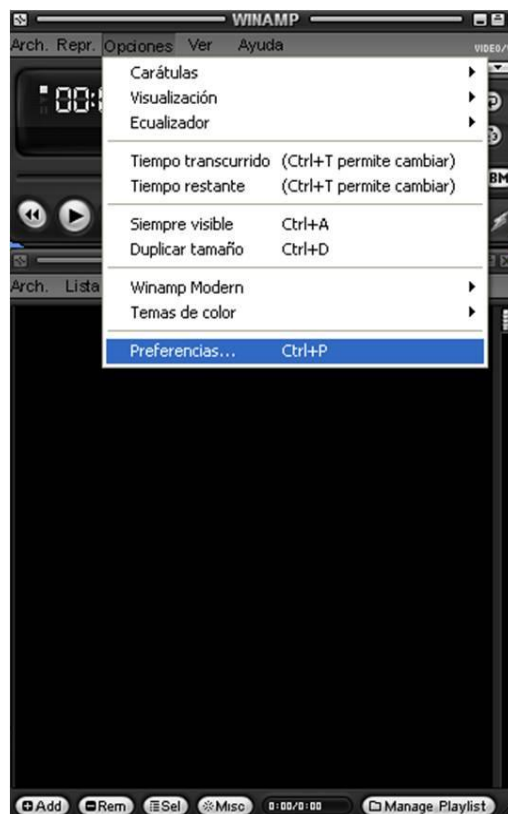 WINAMP
Arch. Repr. Opciones Ver Ayuda
Carátulas
Visualización
Ecualizador
Tiempo transcurrido (Ctrl+T permite cambiar)
Tiempo restante (Ctrl+T permite cambiar)
Siempre visible Ctrl+A
Duplicar tamaño Ctrl+D
Winamp Modern
Temas de color
Preferencias... Ctrl+P
Arch. Lista
Add Rem Sel Misc 0:00/0:00 Manage Playlist